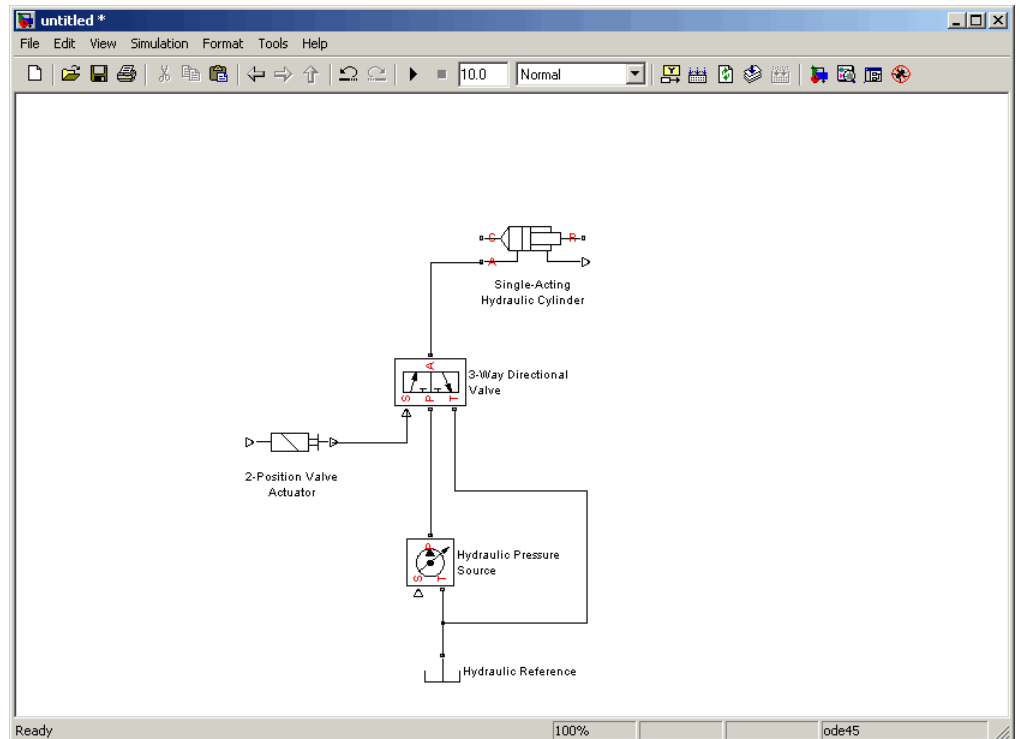 untitled *
File Edit View Simulation Format Tools Help
10.0 Normal
C R
A
Single-Acting
Hydraulic Cylinder
A
S P T
3-Way Directional
Valve
2-Position Valve
Actuator
P
S T
Hydraulic Pressure
Source
Hydraulic Reference
Ready 100% ode45